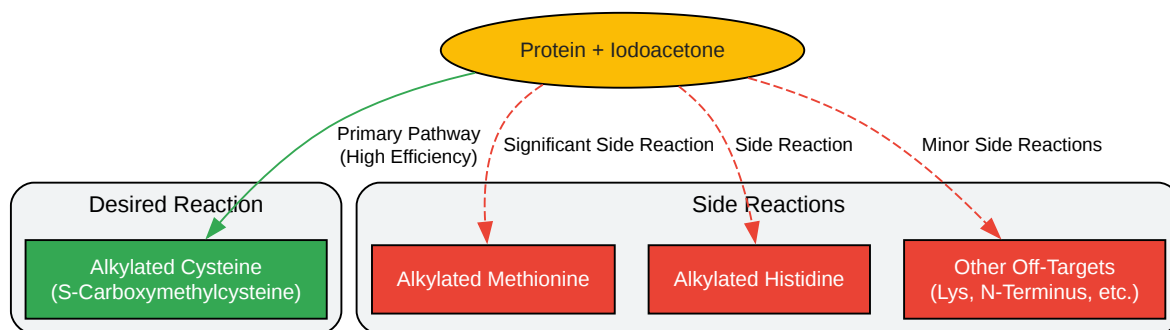 Protein + Iodoacetone
Primary Pathway
(High Efficiency)
Significant Side Reaction
Side Reaction
Minor Side Reactions
Desired Reaction
Side Reactions
Alkylated Cysteine
(S-Carboxymethylcysteine)
Alkylated Methionine
Alkylated Histidine
Other Off-Targets
(Lys, N-Terminus, etc.)